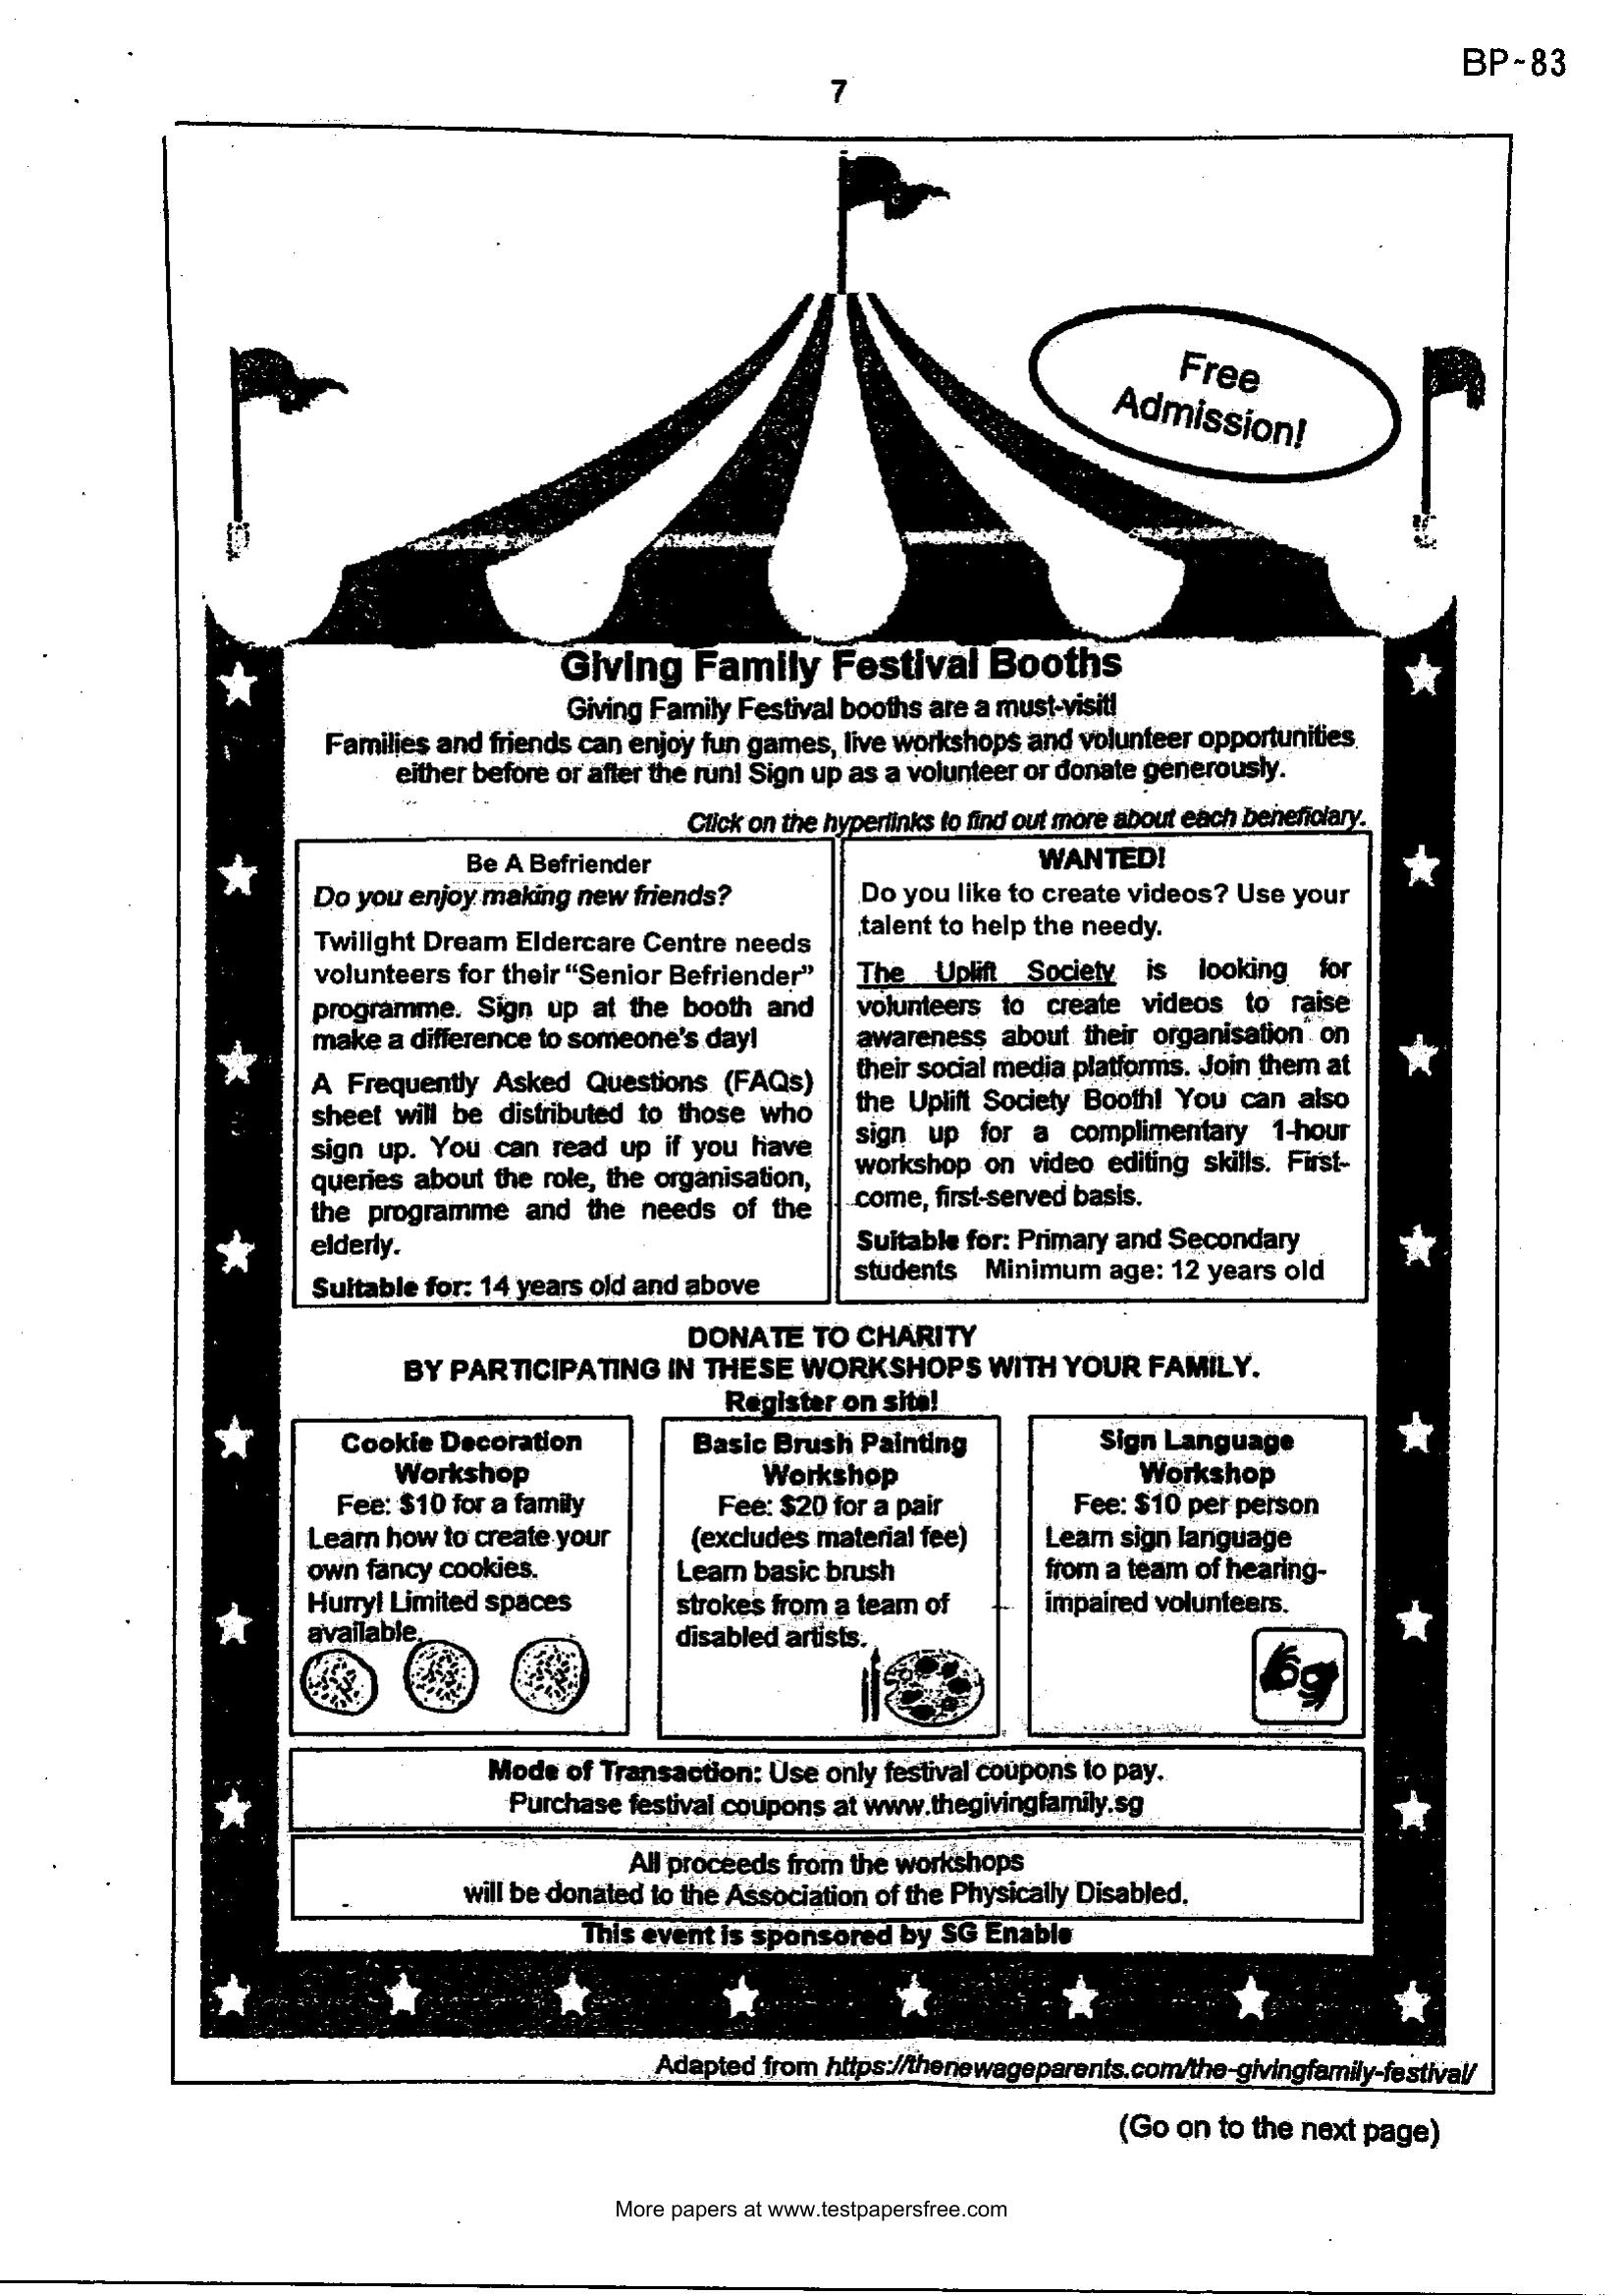 BP-83
7
Free
Admission!
Giving Family Festival Booths
Giving Family Festival booths are a must-visit!
Families and friends can enjoy fun games, live workshops and volunteer opportunities
either before or after the run! Sign up as a volunteer or donate generously.
Click on the hyperlinks to find out more about each beneficiary.
Be A Befriender
Do you enjoy making new friends?
Twilight Dream Eldercare Centre needs
volunteers for their "Senior Befriender"
programme. Sign up at the booth and
make a difference to someone's day!
A Frequently Asked Questions (FAQs)
sheet will be distributed to those who
sign up. You can read up if you have
queries about the role, the organisation,
the programme and the needs of the
elderly.
Suitable for: 14 years old and above
WANTED!
Do you like to create videos? Use your
talent to help the needy.
The Uplift Society is looking for
volunteers to create videos to raise
awareness about their organisation on
their social media platforms. Join them at
the Uplift Society Booth! You can also
sign up for a complimentary 1-hour
workshop on video editing skills. First-
come, first-served basis.
Suitable for: Primary and Secondary
students Minimum age: 12 years old
DONATE TO CHARITY
BY PARTICIPATING IN THESE WORKSHOPS WITH YOUR FAMILY.
Register on site!
Cookie Decoration
Workshop
Fee: $10 for a family
Learn how to create your
own fancy cookies.
Hurry! Limited spaces
available.
Basic Brush Painting
Workshop
Fee: $20 for a pair
(excludes material fee)
Learn basic brush
strokes from a team of
disabled artists.
Sign Language
Workshop
Fee: $10 per person
Learn sign language
from a team of hearing-
impaired volunteers.
Mode of Transaction: Use only festival coupons to pay.
Purchase festival coupons at www.thegivingfamily.sg
All proceeds from the workshops
will be donated to the Association of the Physically Disabled.
This event is sponsored by SG Enable
Adapted from https://thenewageparents.com/the-givingfamily-festival/
(Go on to the next page)
More papers at www.testpapersfree.com